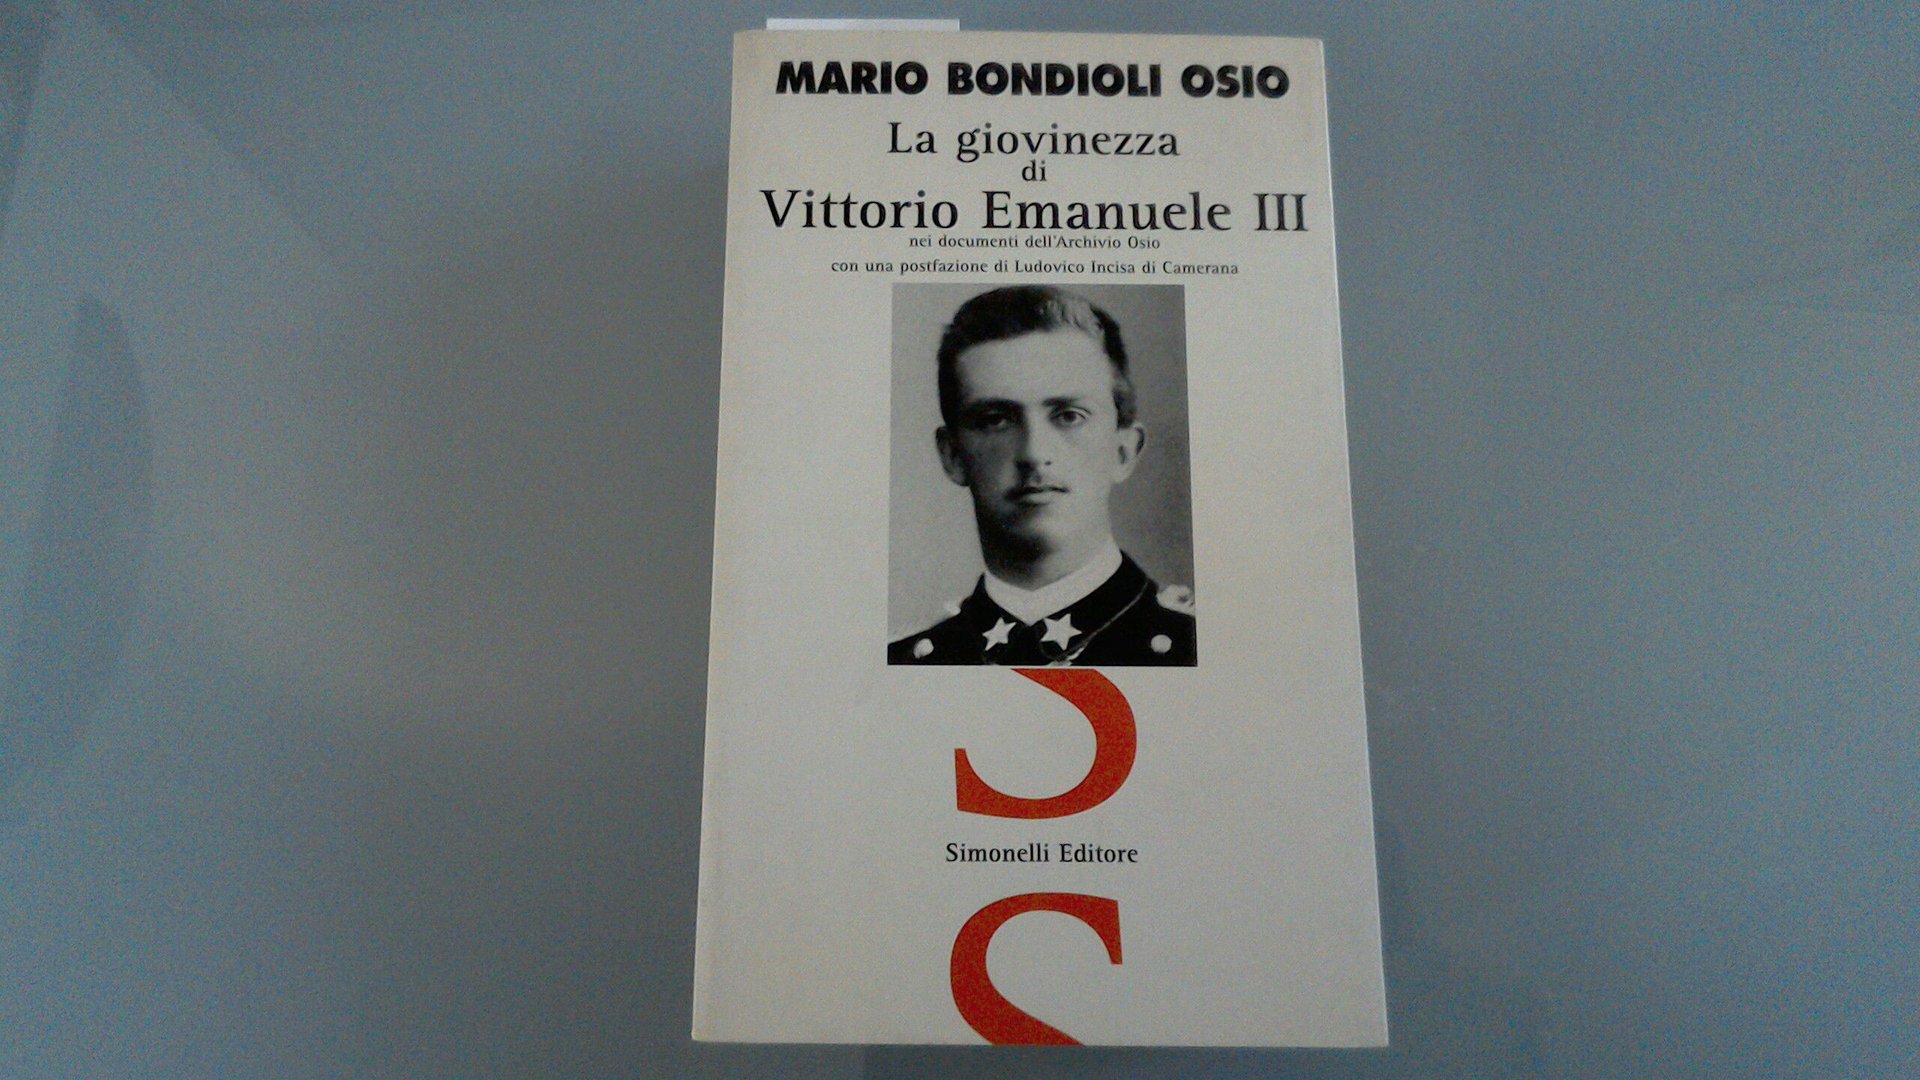 MARIO BONDIOLI OSIO
La giovinezza
di
Vittorio Emanuele III
nei documenti dell'Archivio Osio
con una postfazione di Ludovico Incisa di Camerana
S
Simonelli Editore
S